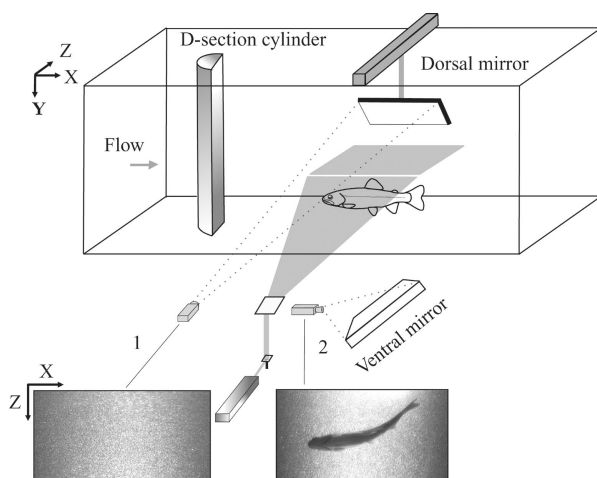 D-section cylinder
Z
X
Y
Dorsal mirror
Flow
1
2
Ventral mirror
X
Z